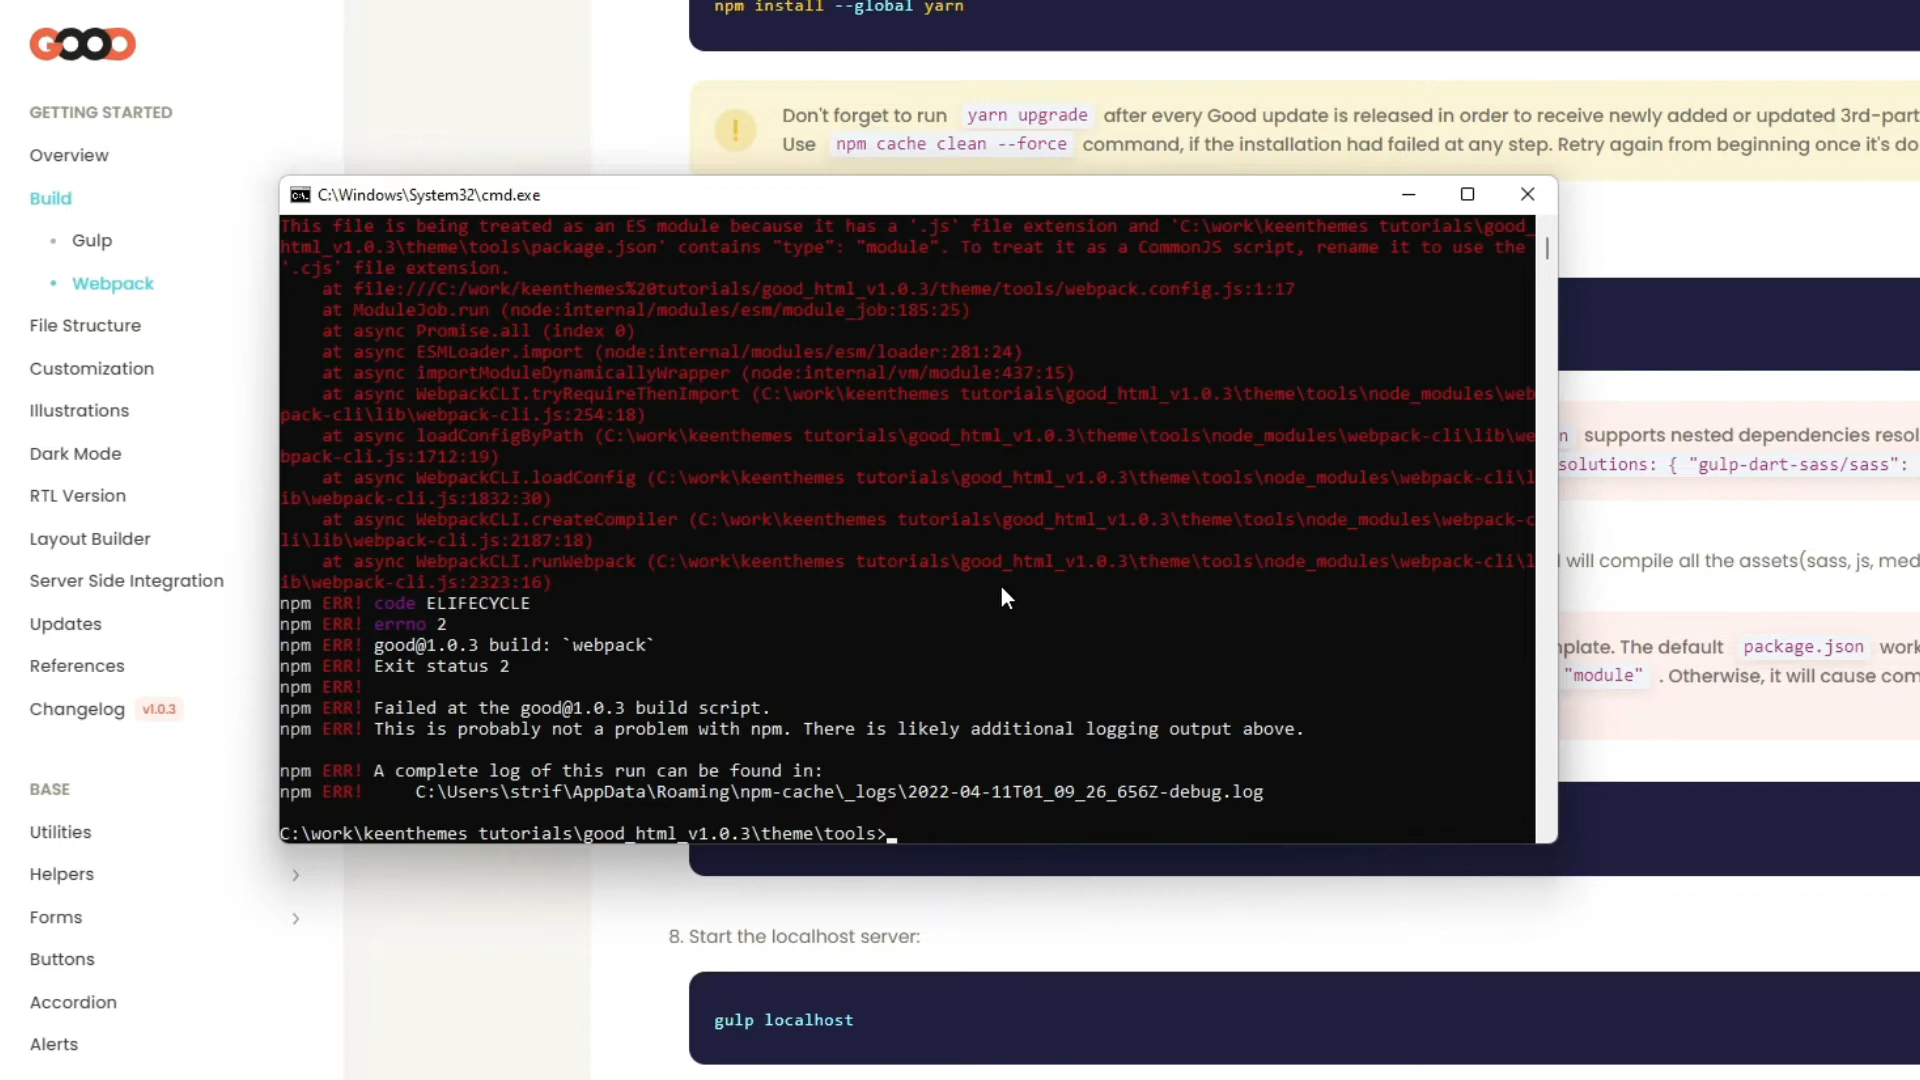 GOOD
GETTING STARTED
Overview
Build
Gulp
Webpack
File Structure
Customization
Illustrations
Dark Mode
RTL Version
Layout Builder
Server Side Integration
Updates
References
Changelog v1.0.3
BASE
Utilities
Helpers
Forms
Buttons
Accordion
Alerts
npm install --global yarn
Don't forget to run yarn upgrade after every Good update is released in order to receive newly added or updated 3rd-part
Use npm cache clean --force command, if the installation had failed at any step. Retry again from beginning once it's do
C:\Windows\System32\cmd.exe
This file is being treated as an ES module because it has a '.js' file extension and 'C:\work\keenthemes tutorials\good_
html_v1.0.3\theme\tools\package.json' contains "type": "module". To treat it as a CommonJS script, rename it to use the
'.cjs' file extension.
at file:///C:/work/keenthemes%20tutorials/good_html_v1.0.3/theme/tools/webpack.config.js:1:17
at ModuleJob.run (node:internal/modules/esm/module_job:185:25)
at async Promise.all (index 0)
at async ESMLoader.import (node:internal/modules/esm/loader:281:24)
at async importModuleDynamicallyWrapper (node:internal/vm/module:437:15)
at async WebpackCLI.tryRequireThenImport (C:\work\keenthemes tutorials\good_html_v1.0.3\theme\tools\node_modules\web
pack-cli\lib\webpack-cli.js:254:18)
at async loadConfigByPath (C:\work\keenthemes tutorials\good_html_v1.0.3\theme\tools\node_modules\webpack-cli\lib\we
bpack-cli.js:1712:19)
at async WebpackCLI.loadConfig (C:\work\keenthemes tutorials\good_html_v1.0.3\theme\tools\node_modules\webpack-cli\l
ib\webpack-cli.js:1832:30)
at async WebpackCLI.createCompiler (C:\work\keenthemes tutorials\good_html_v1.0.3\theme\tools\node_modules\webpack-c
li\lib\webpack-cli.js:2187:18)
at async WebpackCLI.runWebpack (C:\work\keenthemes tutorials\good_html_v1.0.3\theme\tools\node_modules\webpack-cli\l
ib\webpack-cli.js:2323:16)
npm ERR! code ELIFECYCLE
npm ERR! errno 2
npm ERR! good@1.0.3 build: `webpack`
npm ERR! Exit status 2
npm ERR!
npm ERR! Failed at the good@1.0.3 build script.
npm ERR! This is probably not a problem with npm. There is likely additional logging output above.
npm ERR! A complete log of this run can be found in:
npm ERR!     C:\Users\strif\AppData\Roaming\npm-cache\_logs\2022-04-11T01_09_26_656Z-debug.log
C:\work\keenthemes tutorials\good_html_v1.0.3\theme\tools>
n supports nested dependencies resol
solutions: { "gulp-dart-sass/sass":
will compile all the assets(sass, js, med
plate. The default package.json work
"module" . Otherwise, it will cause com
8. Start the localhost server:
gulp localhost